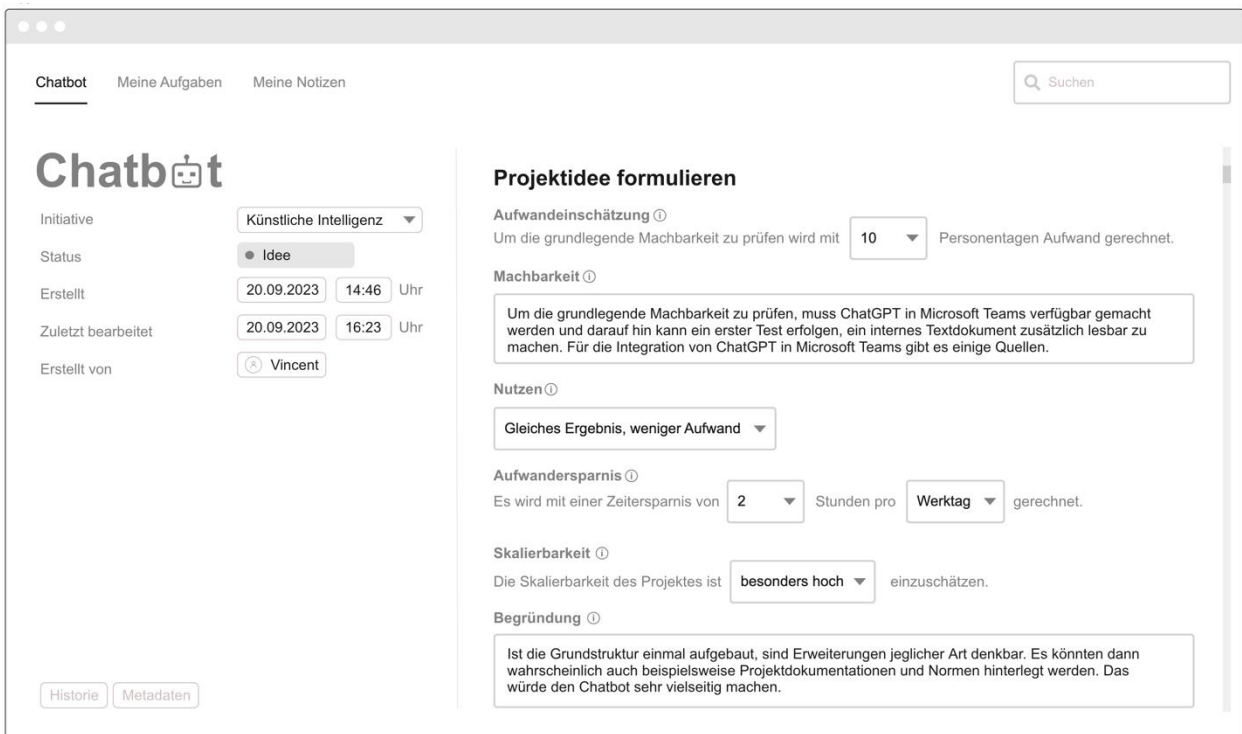 Chatbot Meine Aufgaben Meine Notizen Suchen
Chatbot
Initiative Künstliche Intelligenz
Status Idee
Erstellt 20.09.2023 14:46 Uhr
Zuletzt bearbeitet 20.09.2023 16:23 Uhr
Erstellt von Vincent
Historie Metadaten
Projektidee formulieren
Aufwandeinschätzung
Um die grundlegende Machbarkeit zu prüfen wird mit 10 Personentagen Aufwand gerechnet.
Machbarkeit
Um die grundlegende Machbarkeit zu prüfen, muss ChatGPT in Microsoft Teams verfügbar gemacht
werden und darauf hin kann ein erster Test erfolgen, ein internes Textdokument zusätzlich lesbar zu
machen. Für die Integration von ChatGPT in Microsoft Teams gibt es einige Quellen.
Nutzen
Gleiches Ergebnis, weniger Aufwand
Aufwandersparnis
Es wird mit einer Zeitersparnis von 2 Stunden pro Werktag gerechnet.
Skalierbarkeit
Die Skalierbarkeit des Projektes ist besonders hoch einzuschätzen.
Begründung
Ist die Grundstruktur einmal aufgebaut, sind Erweiterungen jeglicher Art denkbar. Es könnten dann
wahrscheinlich auch beispielsweise Projektdokumentationen und Normen hinterlegt werden. Das
würde den Chatbot sehr vielseitig machen.